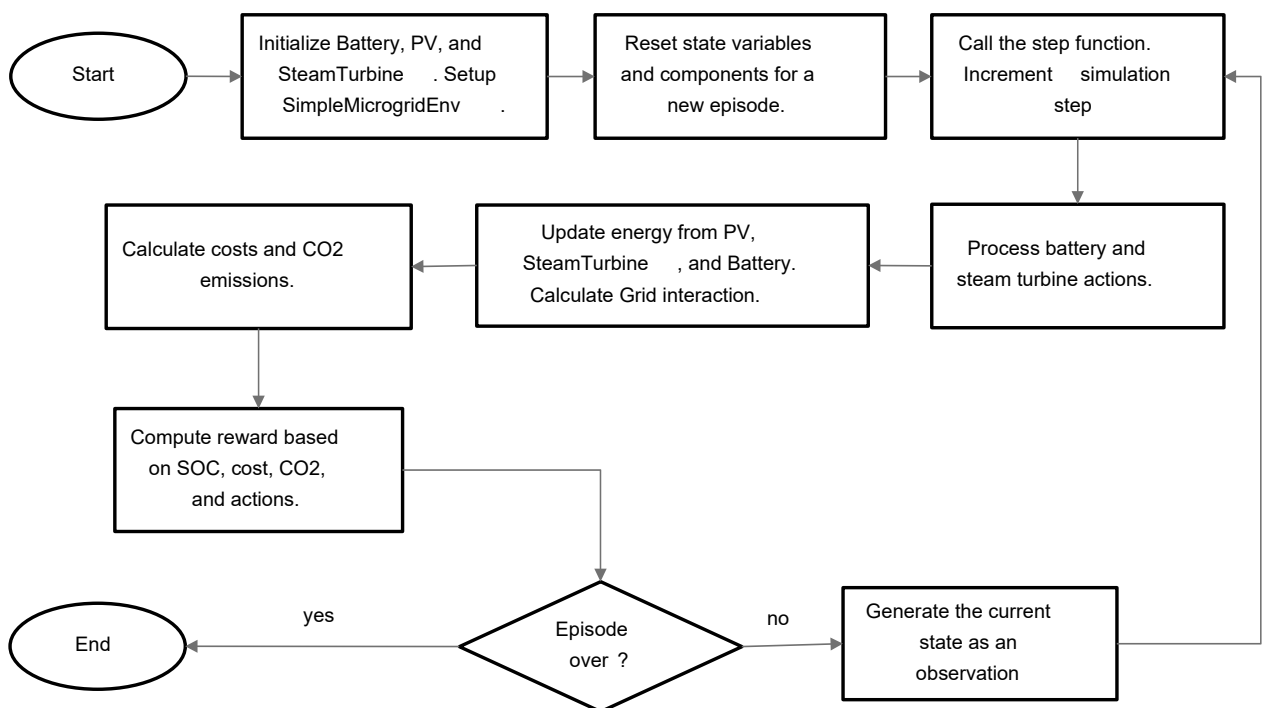 Start
Initialize Battery, PV, and
SteamTurbine . Setup
SimpleMicrogridEnv .
Reset state variables
and components for a
new episode.
Call the step function.
Increment simulation
step
Process battery and
steam turbine actions.
Update energy from PV,
SteamTurbine , and Battery.
Calculate Grid interaction.
Calculate costs and CO2
emissions.
Compute reward based
on SOC, cost, CO2,
and actions.
Episode
over ?
yes
End
no
Generate the current
state as an
observation